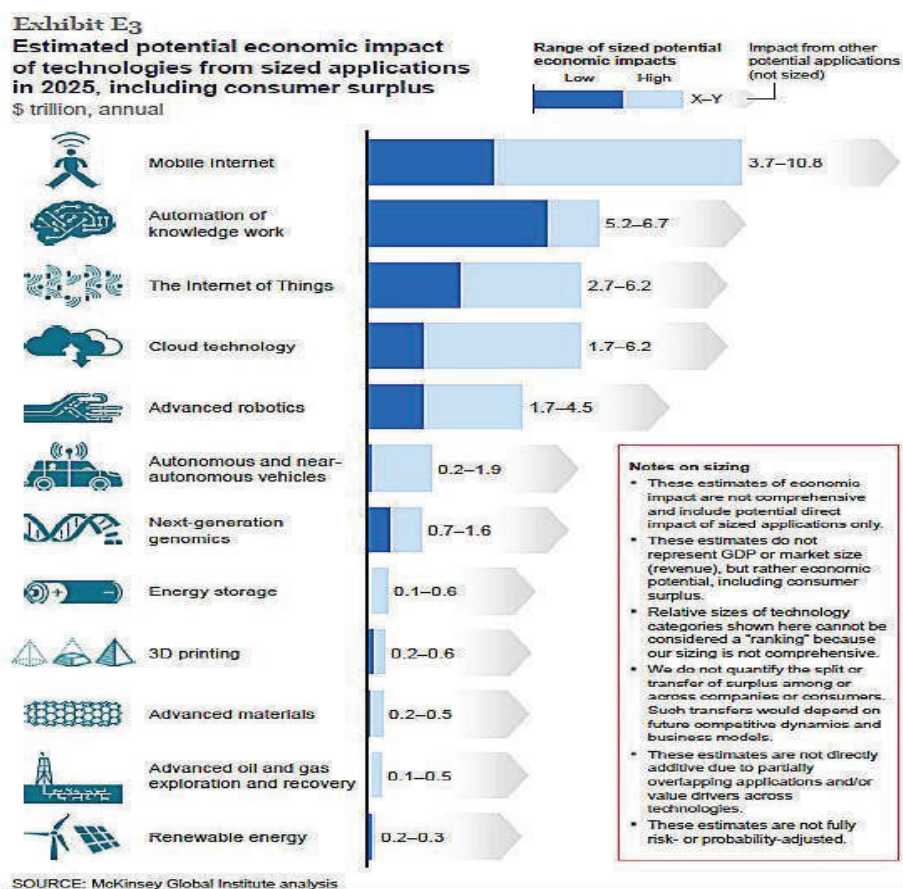 Exhibit E3
Estimated potential economic impact
of technologies from sized applications
in 2025, including consumer surplus
$ trillion, annual
Range of sized potential
economic impacts
Low High
X–Y
Impact from other
potential applications
(not sized)
Mobile Internet
3.7–10.8
Automation of
knowledge work
5.2–6.7
The Internet of Things
2.7–6.2
Cloud technology
1.7–6.2
Advanced robotics
1.7–4.5
Autonomous and near-
autonomous vehicles
0.2–1.9
Next-generation
genomics
0.7–1.6
Energy storage
0.1–0.6
3D printing
0.2–0.6
Advanced materials
0.2–0.5
Advanced oil and gas
exploration and recovery
0.1–0.5
Renewable energy
0.2–0.3
Notes on sizing
• These estimates of economic
impact are not comprehensive
and include potential direct
impact of sized applications only.
• These estimates do not
represent GDP or market size
(revenue), but rather economic
potential, including consumer
surplus.
• Relative sizes of technology
categories shown here cannot be
considered a "ranking" because
our sizing is not comprehensive.
• We do not quantify the split or
transfer of surplus among or
across companies or consumers.
Such transfers would depend on
future competitive dynamics and
business models.
• These estimates are not directly
additive due to partially
overlapping applications and/or
value drivers across
technologies.
• These estimates are not fully
risk- or probability-adjusted.
SOURCE: McKinsey Global Institute analysis